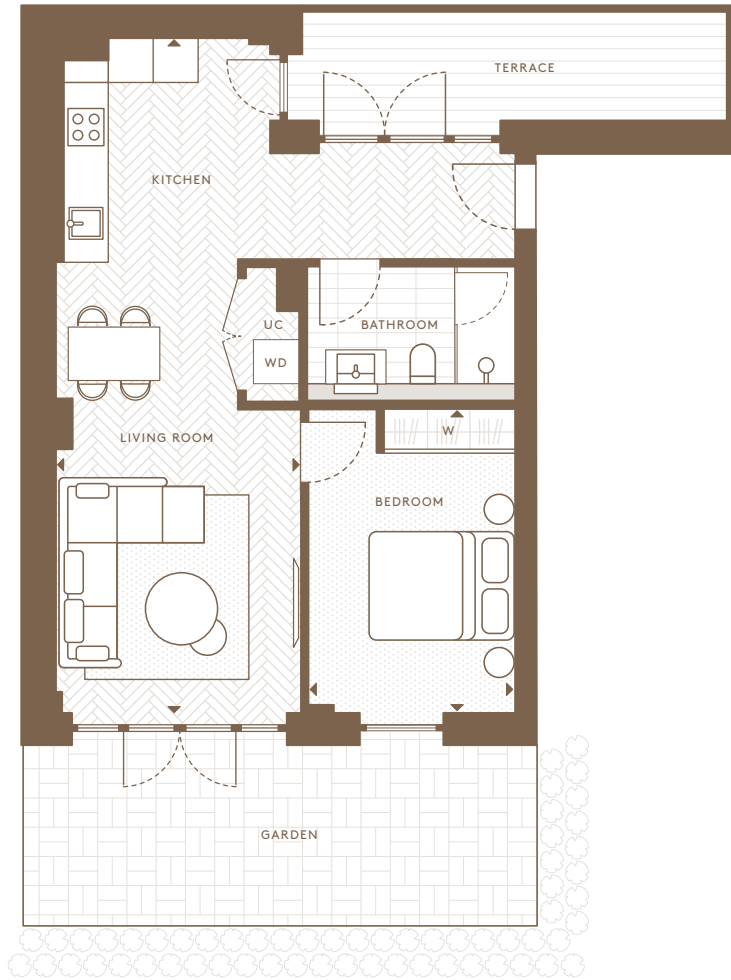 TERRACE
KITCHEN
UC
BATHROOM
WD
W
LIVING ROOM
BEDROOM
GARDEN